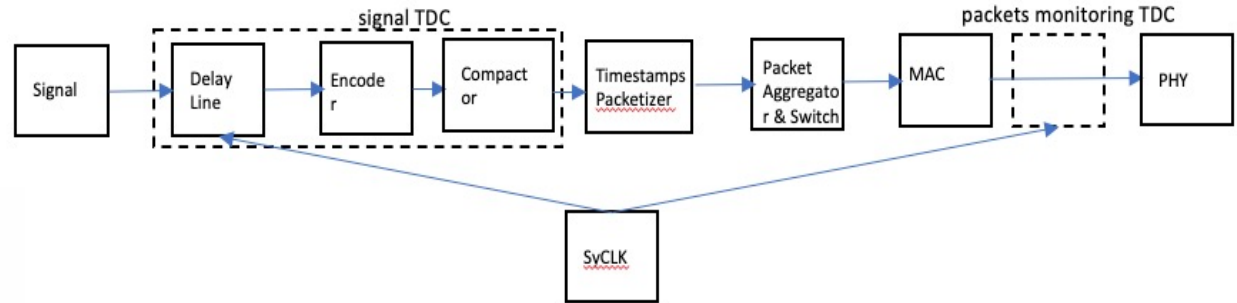 signal TDC
packets monitoring TDC
Signal
Delay
Line
Encode
r
Compact
or
Timestamps
Packetizer
Packet
Aggregato
r & Switch
MAC
PHY
SyCLK